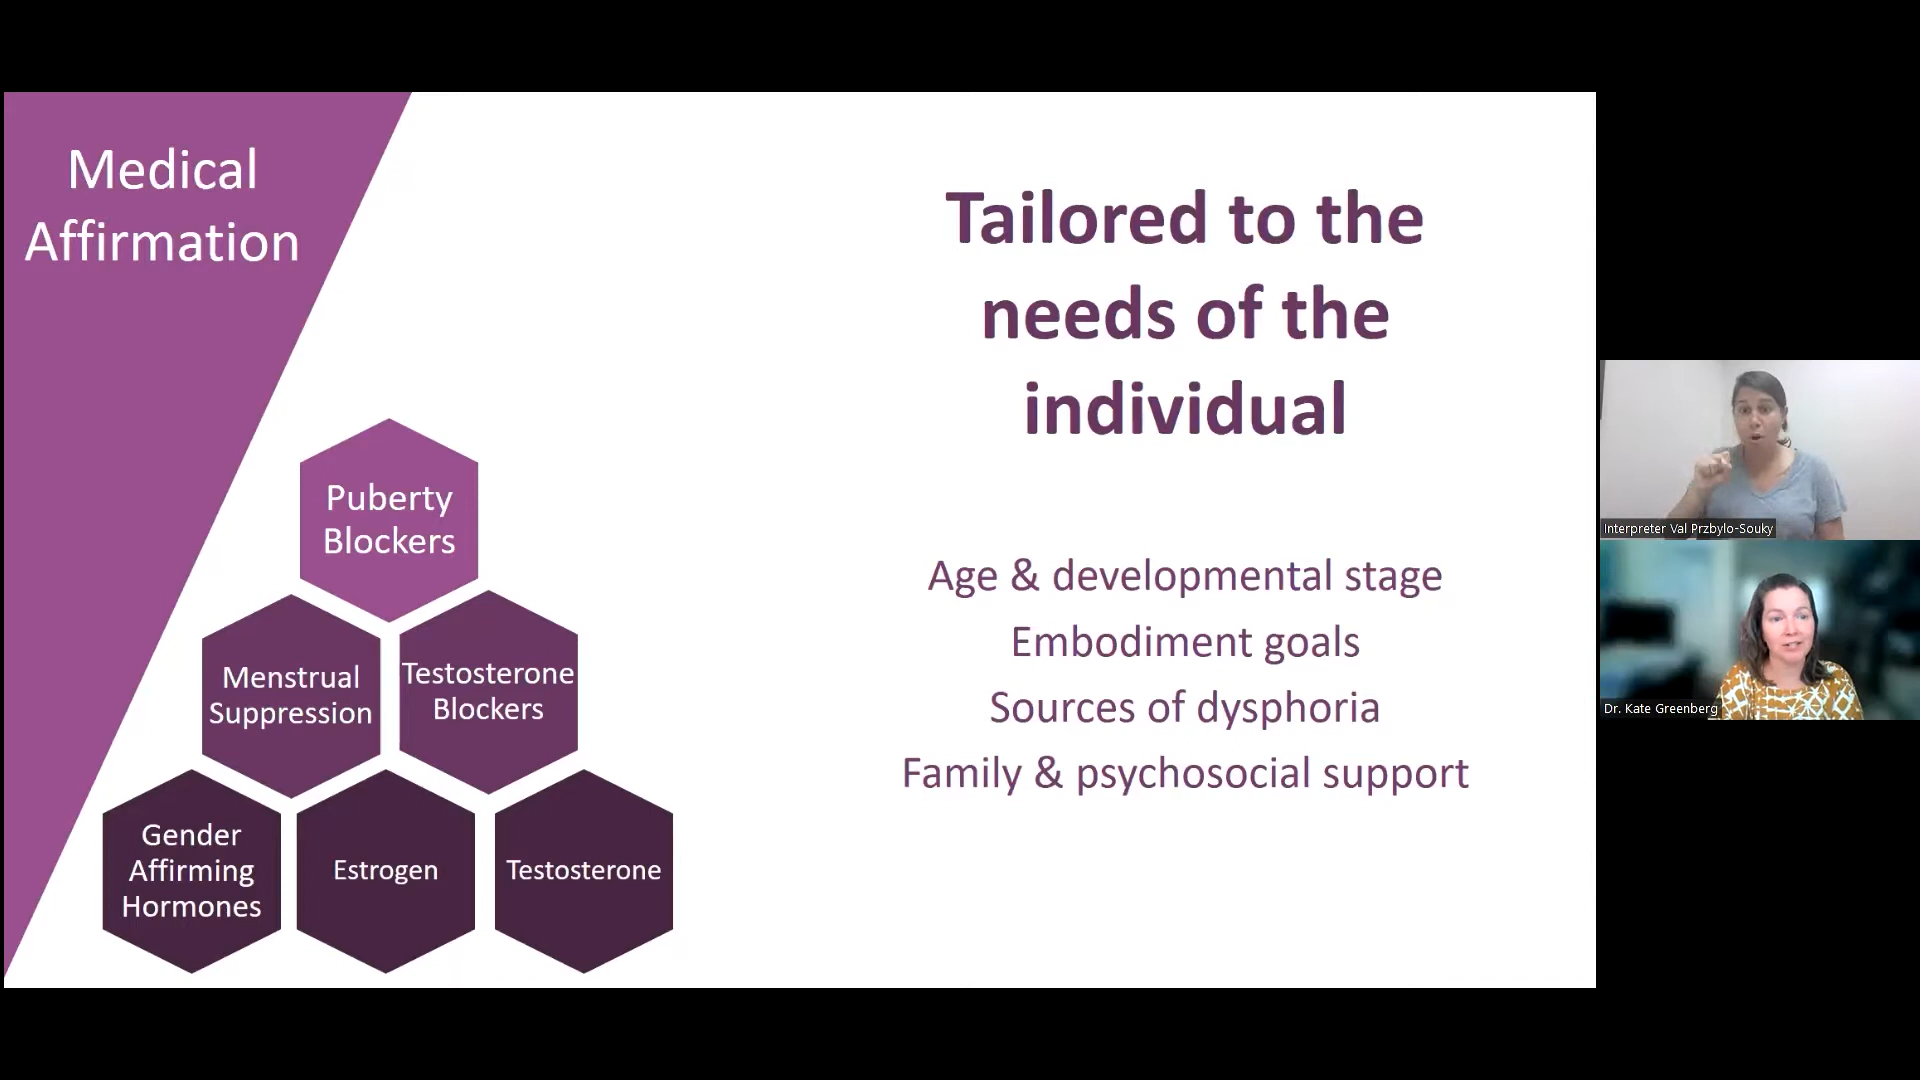 Medical
Affirmation
Tailored to the
needs of the
individual
Age & developmental stage
Embodiment goals
Sources of dysphoria
Family & psychosocial support
Puberty
Blockers
Menstrual
Suppression
Testosterone
Blockers
Gender
Affirming
Hormones
Estrogen
Testosterone
Interpreter Val Przbylo-Souky
Dr. Kate Greenberg